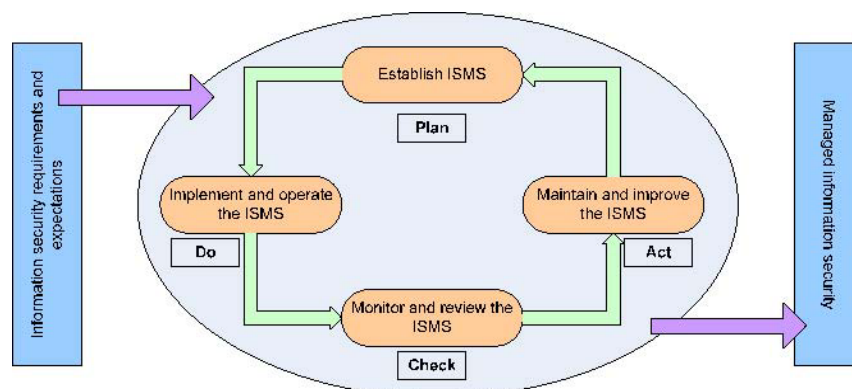 Information security requirements and
expectations
Establish ISMS
Plan
Implement and operate
the ISMS
Do
Maintain and improve
the ISMS
Act
Monitor and review the
ISMS
Check
Managed information security